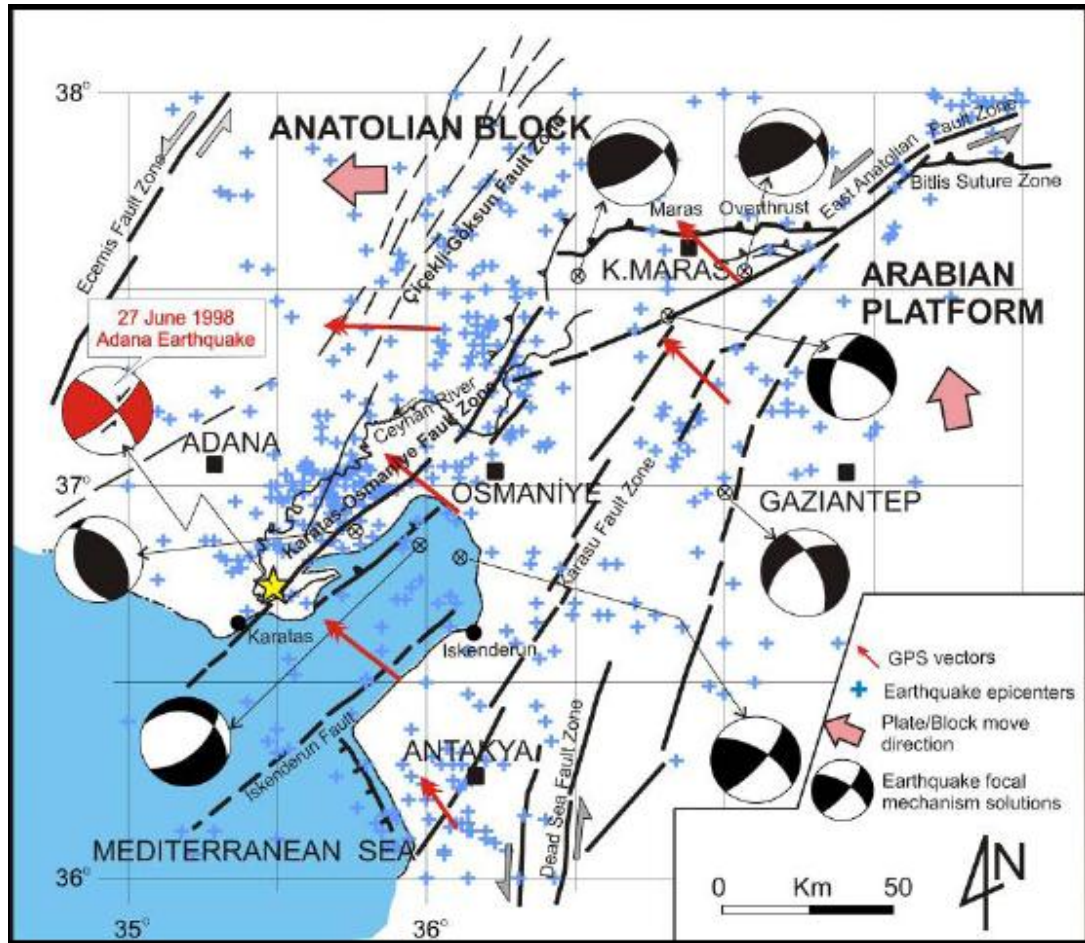 38°
ANATOLIAN BLOCK
Ecemis Fault Zone
Çiçekli-Göksun Fault Zone
East Anatolian Fault Zone
Bitlis Suture Zone
Maras Overthrust
K.MARAS
ARABIAN
PLATFORM
27 June 1998
Adana Earthquake
Ceyhan River
Karatas-Osmaniye Fault Zone
ADANA
37°
OSMANİYE
GAZIANTEP
Karasu Fault Zone
Karatas
Iskenderun
Iskenderun Fault
ANTAKYA
Dead Sea Fault Zone
MEDITERRANEAN SEA
36°
35°
36°
GPS vectors
Earthquake epicenters
Plate/Block move
direction
Earthquake focal
mechanism solutions
0 Km 50
N